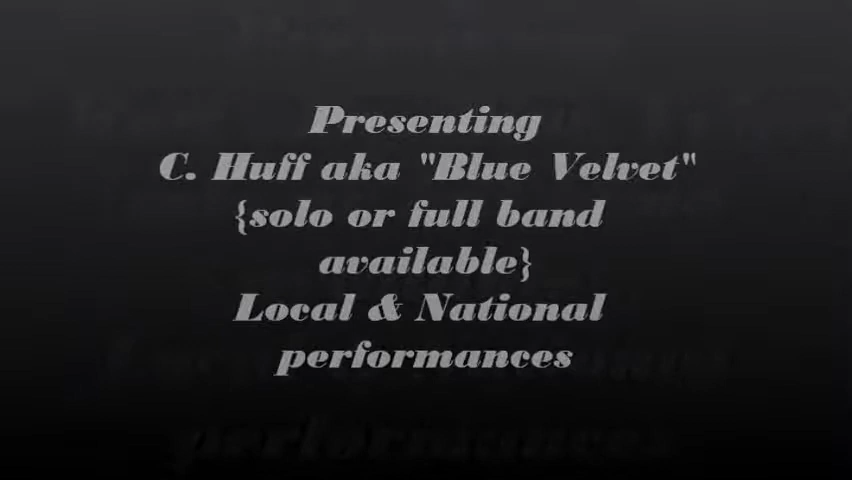 Presenting
C. Huff aka "Blue Velvet"
{solo or full band
available}
Local & National
performances